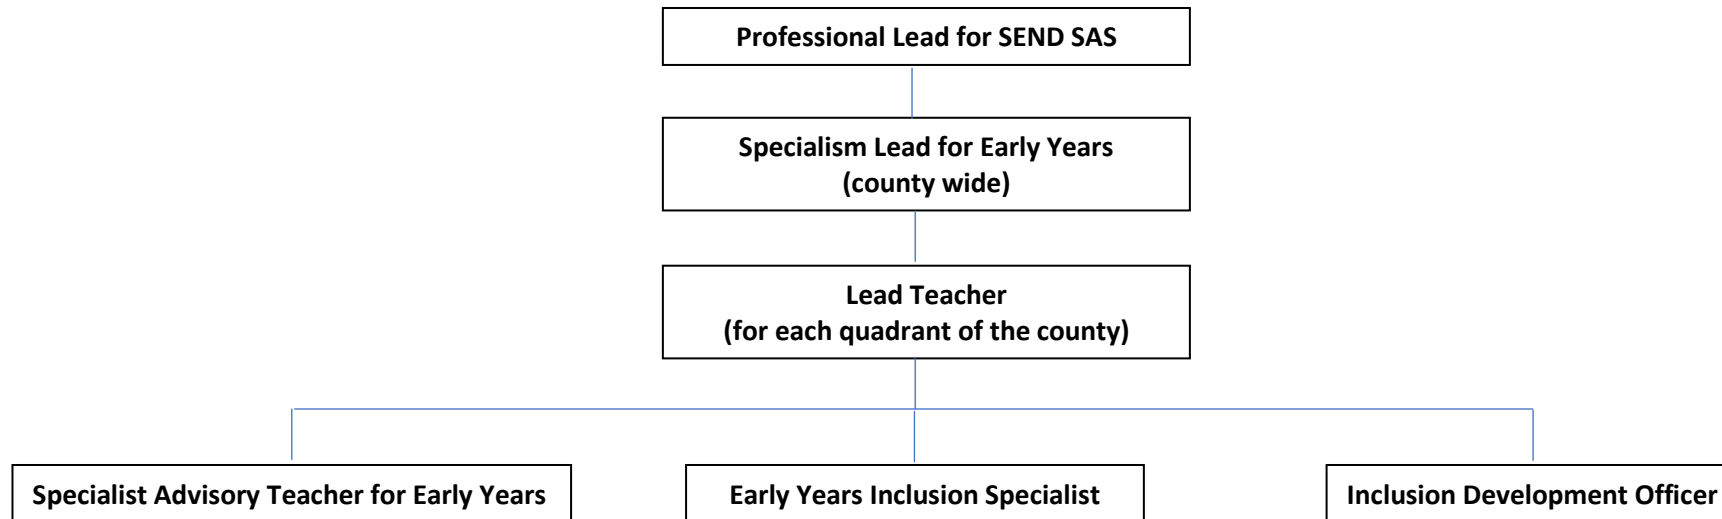 Professional Lead for SEND SAS
Specialism Lead for Early Years
(county wide)
Lead Teacher
(for each quadrant of the county)
Specialist Advisory Teacher for Early Years
Early Years Inclusion Specialist
Inclusion Development Officer